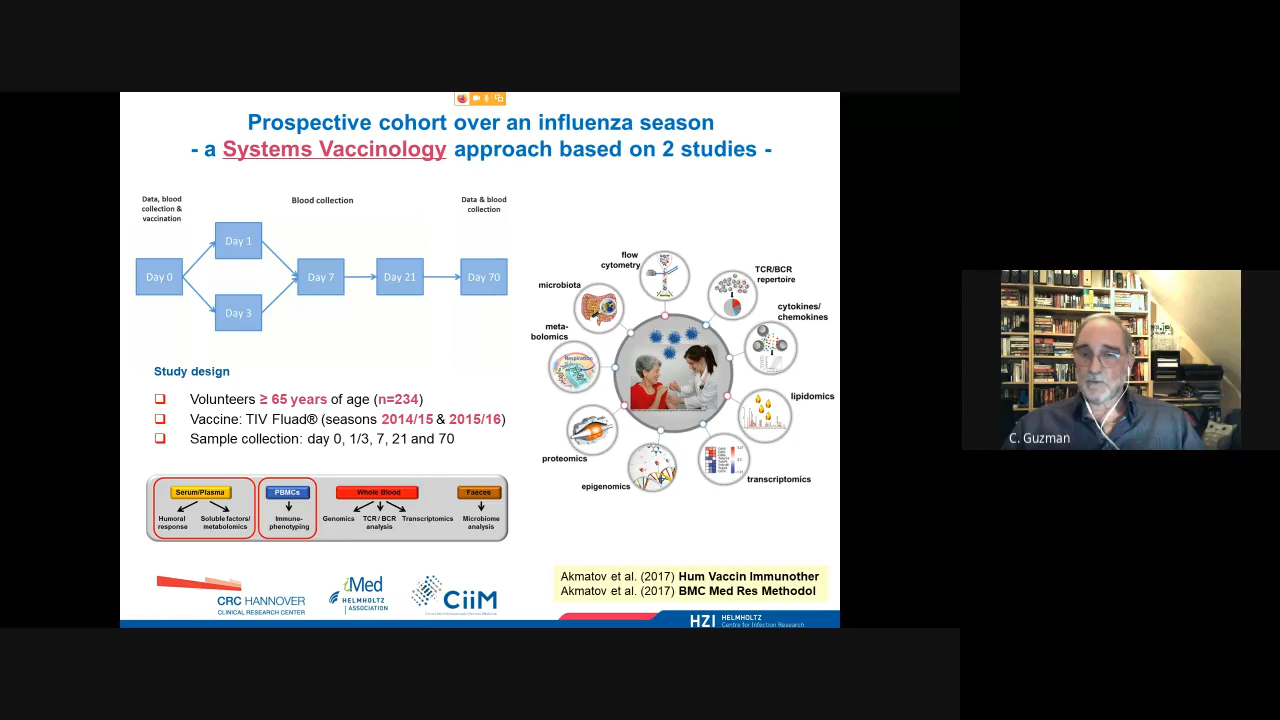 Prospective cohort over an influenza season
- a Systems Vaccinology approach based on 2 studies -
Data, blood
collection &
vaccination
Blood collection
Data & blood
collection
Day 0
Day 1
Day 3
Day 7
Day 21
Day 70
Study design
Volunteers ≥ 65 years of age (n=234)
Vaccine: TIV Fluad® (seasons 2014/15 & 2015/16)
Sample collection: day 0, 1/3, 7, 21 and 70
Serum/Plasma
PBMCs
Whole Blood
Faeces
Humoral
response
Soluble factors/
metabolomics
Immune-
phenotyping
Genomics
TCR / BCR
analysis
Transcriptomics
Microbiome
analysis
flow
cytometry
TCR/BCR
repertoire
cytokines/
chemokines
lipidomics
transcriptomics
epigenomics
proteomics
meta-
bolomics
Respiration
microbiota
Akmatov et al. (2017) Hum Vaccin Immunother
Akmatov et al. (2017) BMC Med Res Methodol
CRC HANNOVER
CLINICAL RESEARCH CENTER
iMed
HELMHOLTZ
ASSOCIATION
CiiM
HZI HELMHOLTZ
Centre for Infection Research
C. Guzman